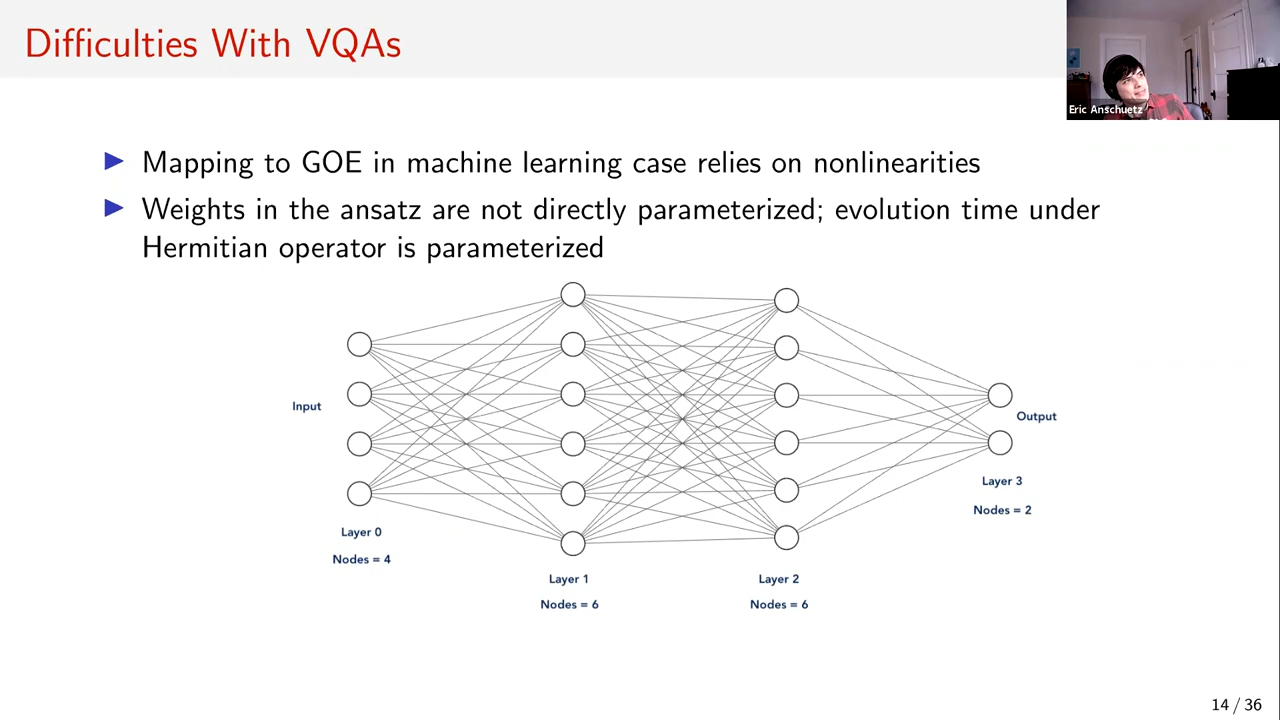 Difficulties With VQAs
Eric Anschuetz
Mapping to GOE in machine learning case relies on nonlinearities
Weights in the ansatz are not directly parameterized; evolution time under
Hermitian operator is parameterized
Input
Output
Layer 3
Nodes = 2
Layer 0
Nodes = 4
Layer 1
Nodes = 6
Layer 2
Nodes = 6
14 / 36